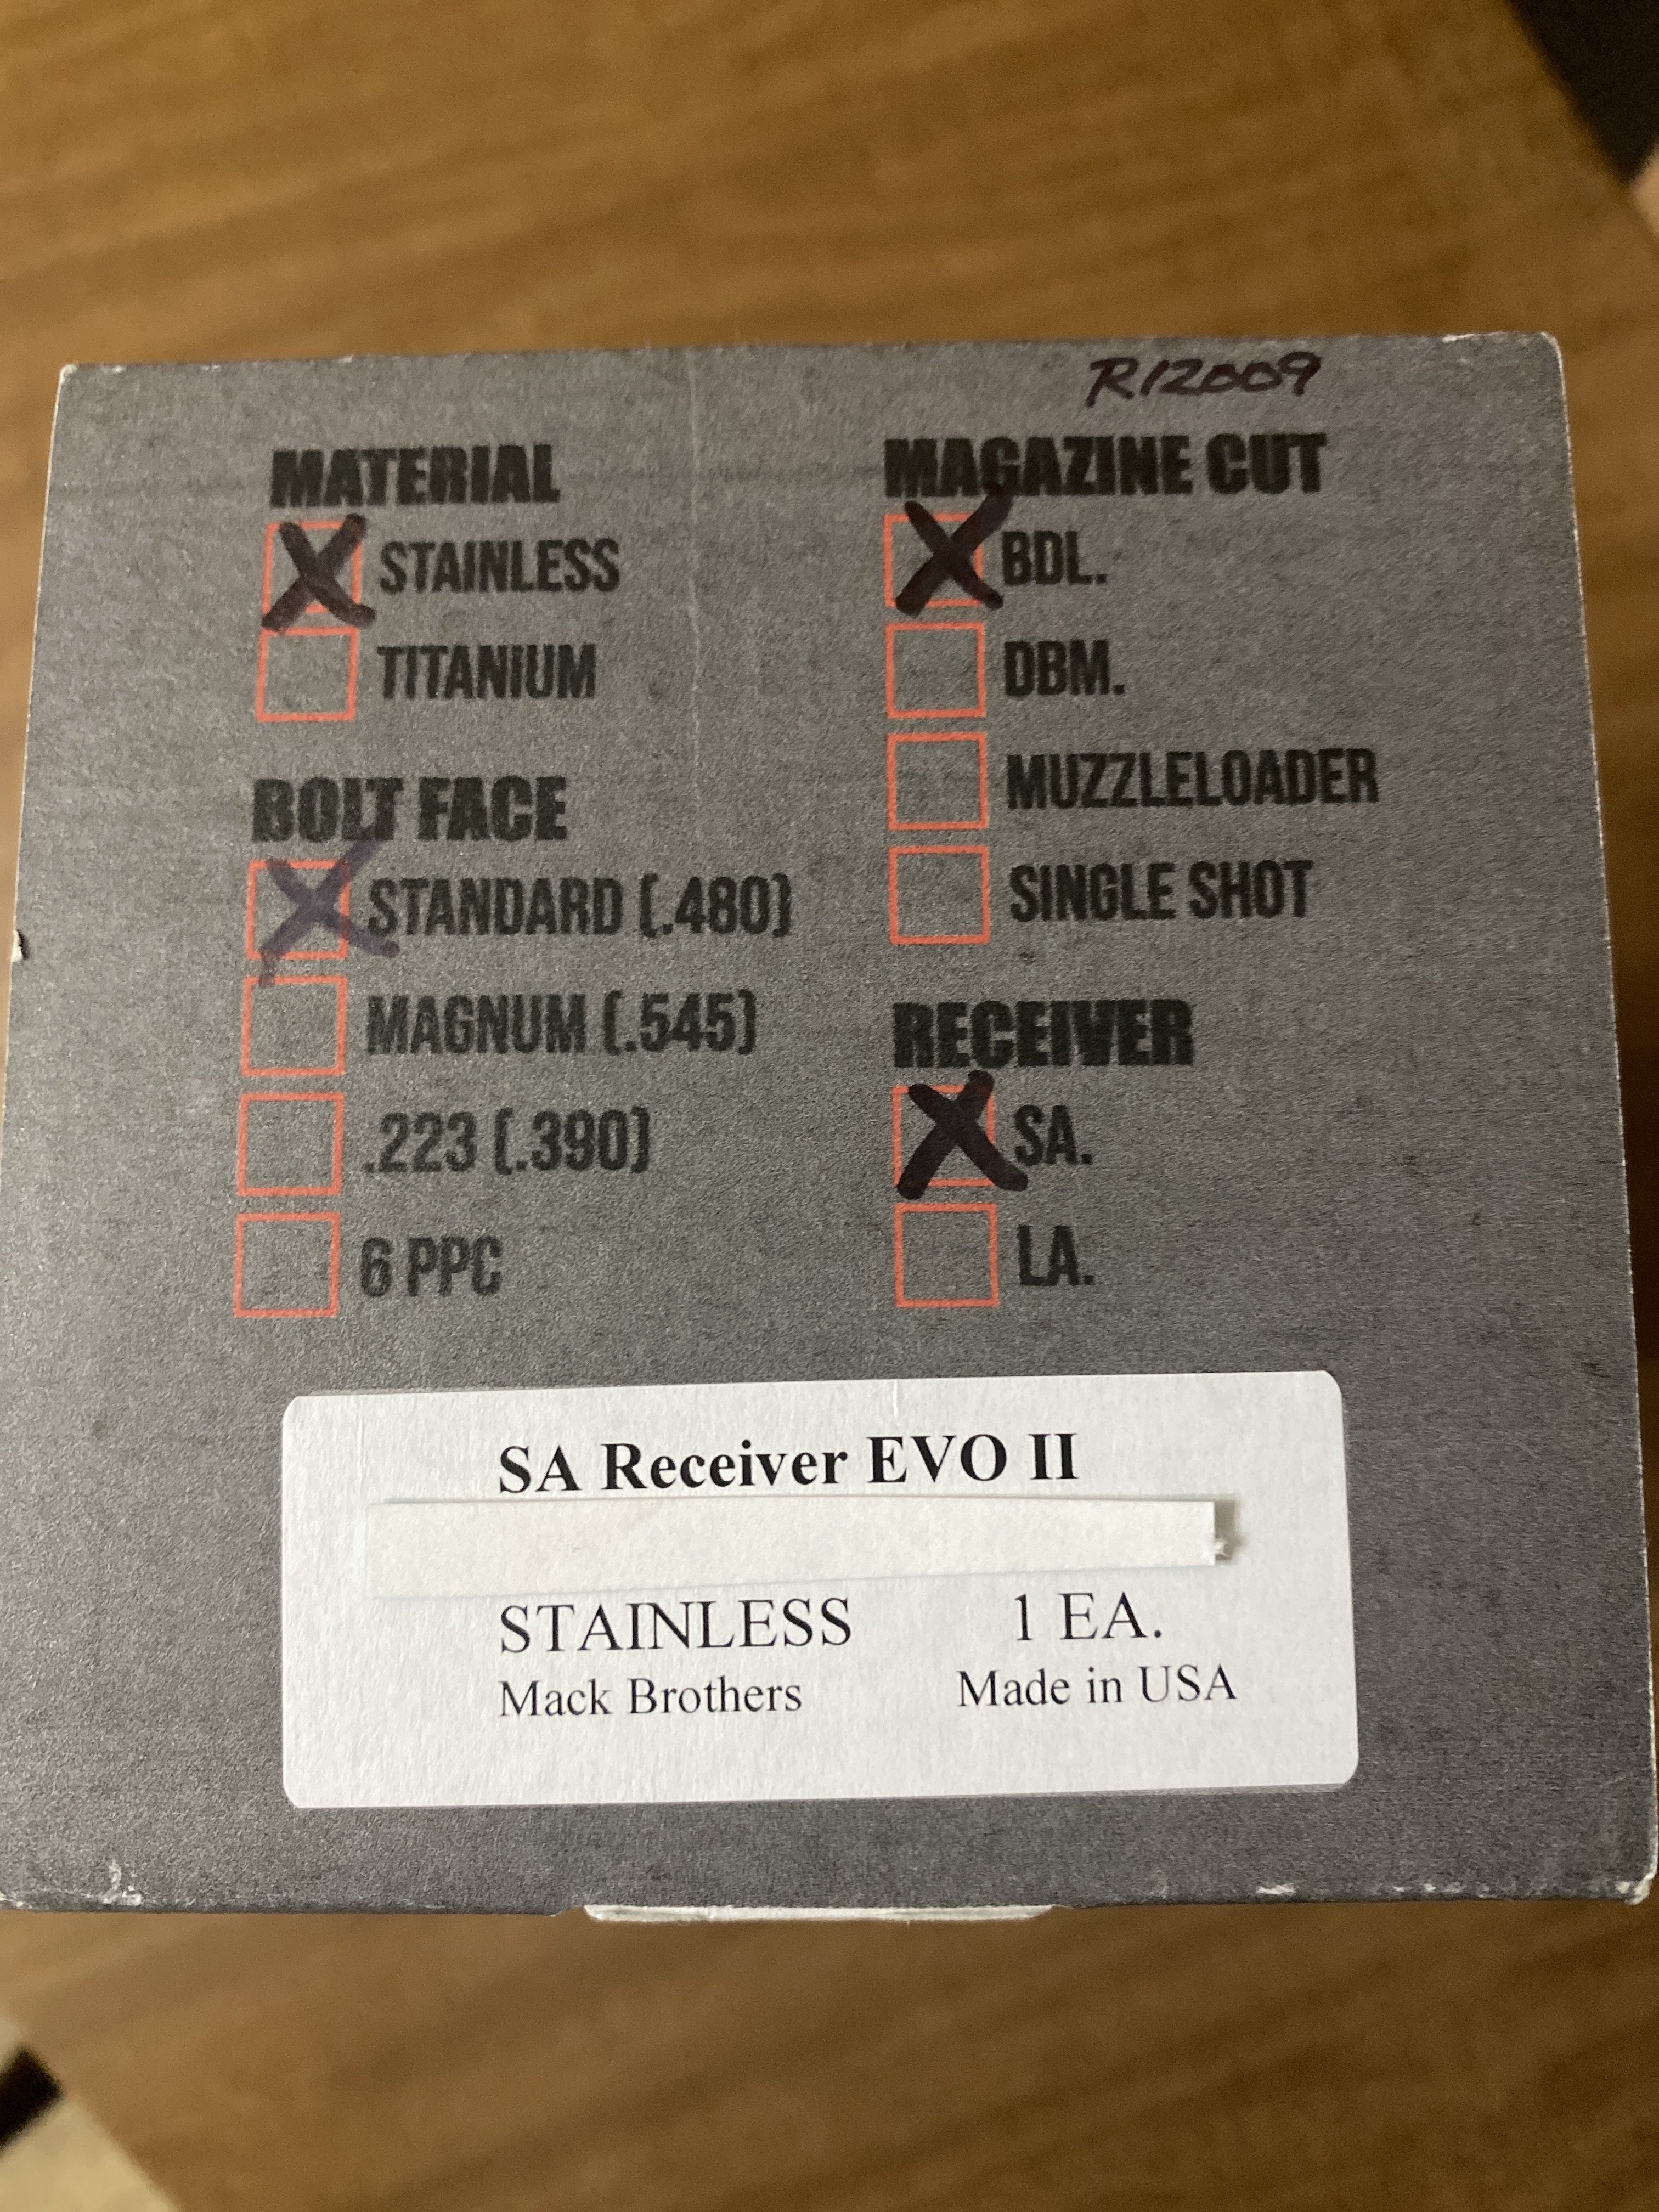 R12009
MATERIAL
X STAINLESS
TITANIUM
BOLT FACE
X STANDARD (.480)
MAGNUM (.545)
.223 (.390)
6 PPC
MAGAZINE CUT
X BDL.
DBM.
MUZZLELOADER
SINGLE SHOT
RECEIVER
X SA.
LA.
SA Receiver EVO II
STAINLESS 1 EA.
Mack Brothers Made in USA